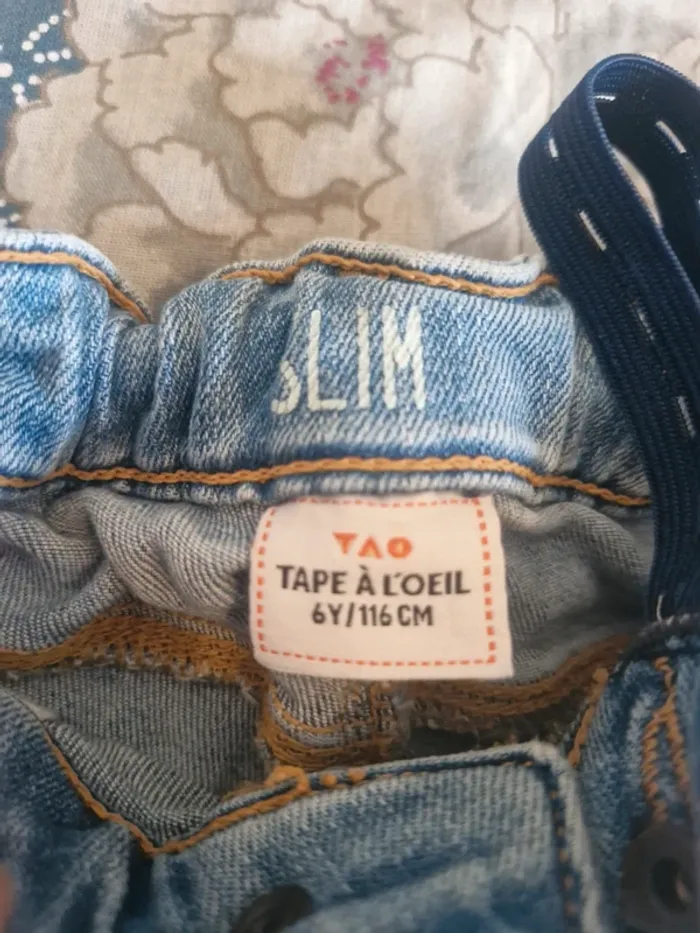 SLIM
TAO
TAPE À L'OEIL
6Y/116 CM